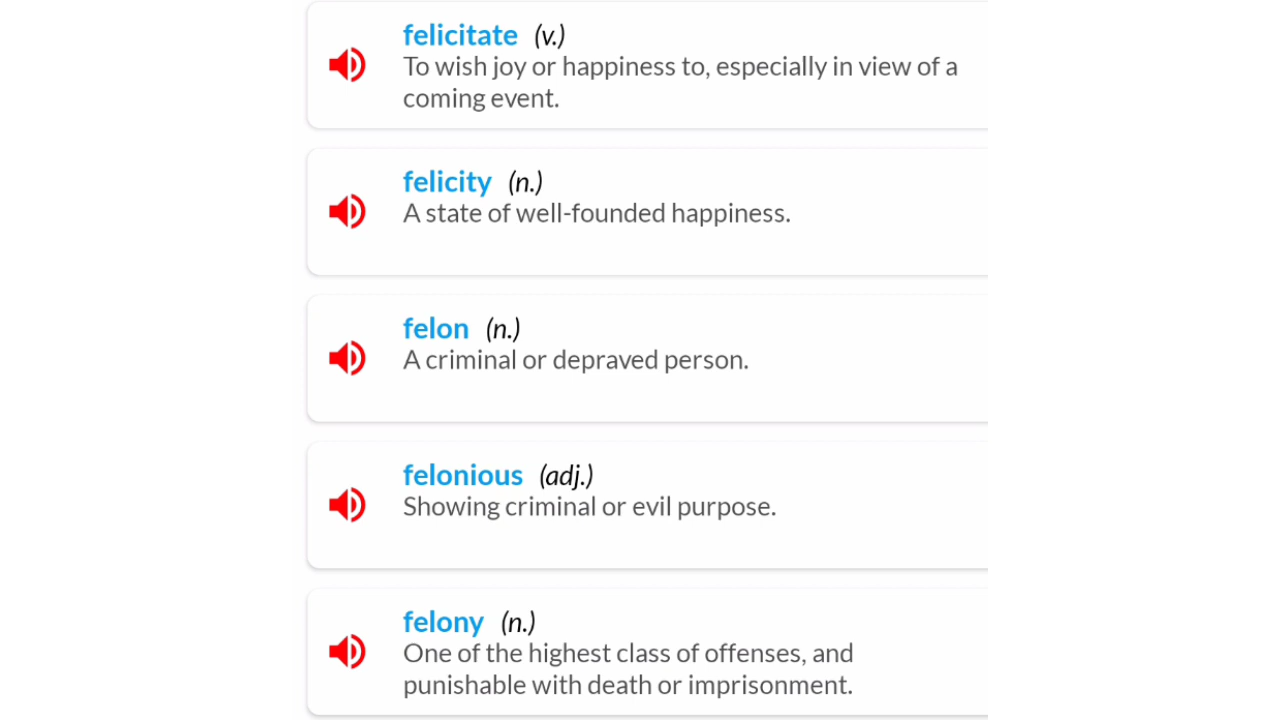 felicitate (v.)
To wish joy or happiness to, especially in view of a
coming event.
felicity (n.)
A state of well-founded happiness.
felon (n.)
A criminal or depraved person.
felonious (adj.)
Showing criminal or evil purpose.
felony (n.)
One of the highest class of offenses, and
punishable with death or imprisonment.